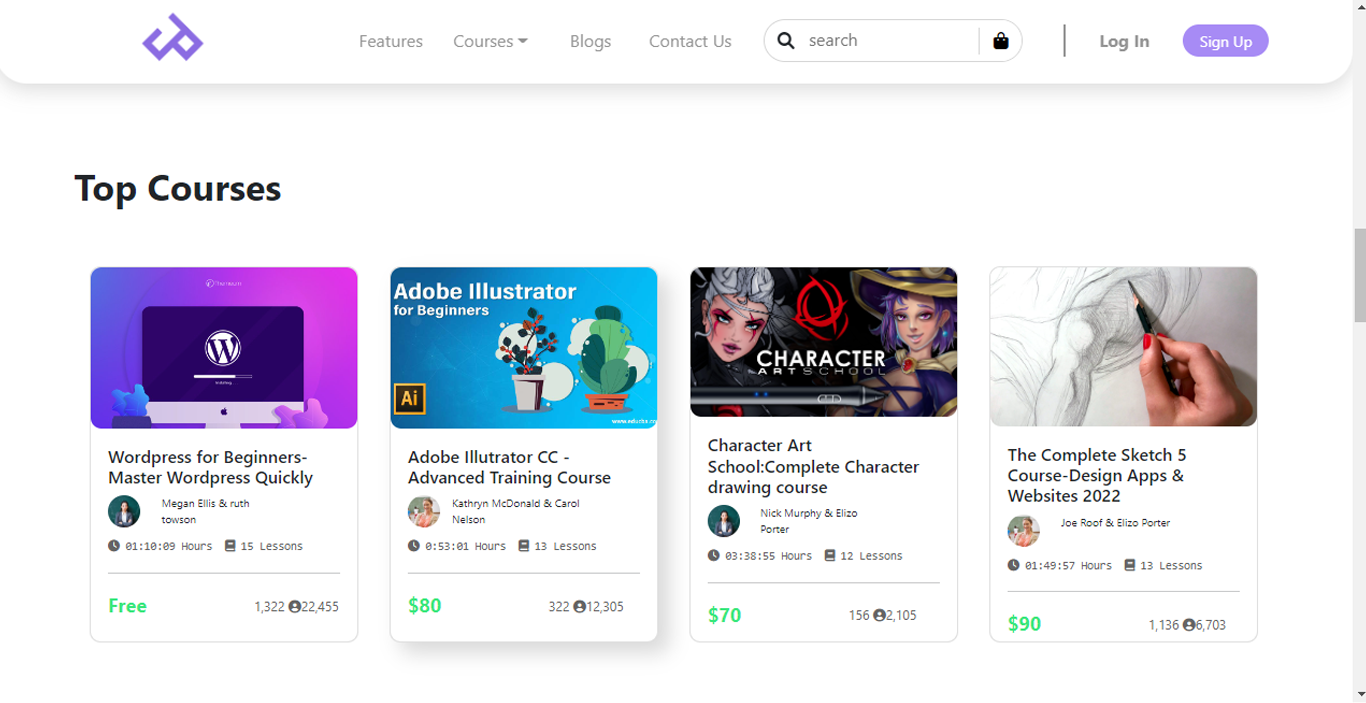 Features
Courses
Blogs
Contact Us
search
Log In
Sign Up
Top Courses
Adobe Illustrator
for Beginners
Ai
CHARACTER
ART SCHOOL
Wordpress for Beginners-
Master Wordpress Quickly
Megan Ellis & ruth
towson
01:10:09 Hours
15 Lessons
Free
1,322
22,455
Adobe Illutrator CC -
Advanced Training Course
Kathryn McDonald & Carol
Nelson
0:53:01 Hours
13 Lessons
$80
322
12,305
Character Art
School:Complete Character
drawing course
Nick Murphy & Elizo
Porter
03:38:55 Hours
12 Lessons
$70
156
2,105
The Complete Sketch 5
Course-Design Apps &
Websites 2022
Joe Roof & Elizo Porter
01:49:57 Hours
13 Lessons
$90
1,136
6,703